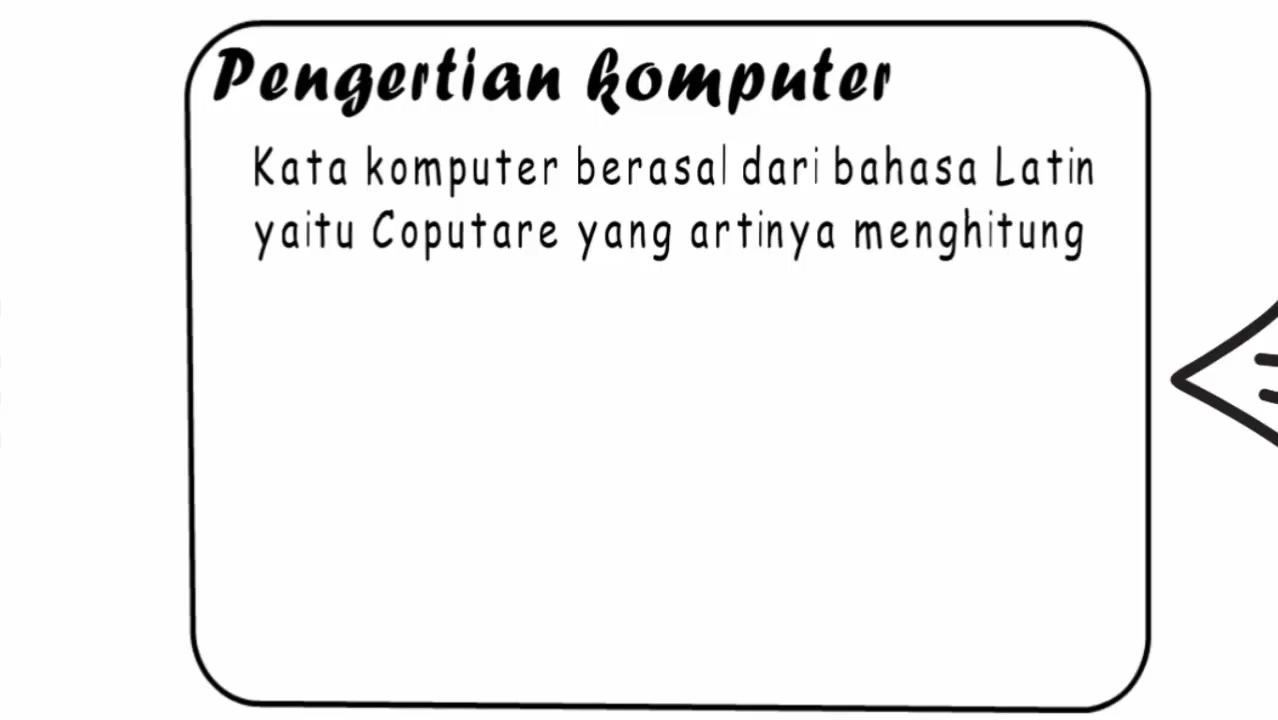 Pengertian komputer
Kata komputer berasal dari bahasa Latin
yaitu Coputare yang artinya menghitung